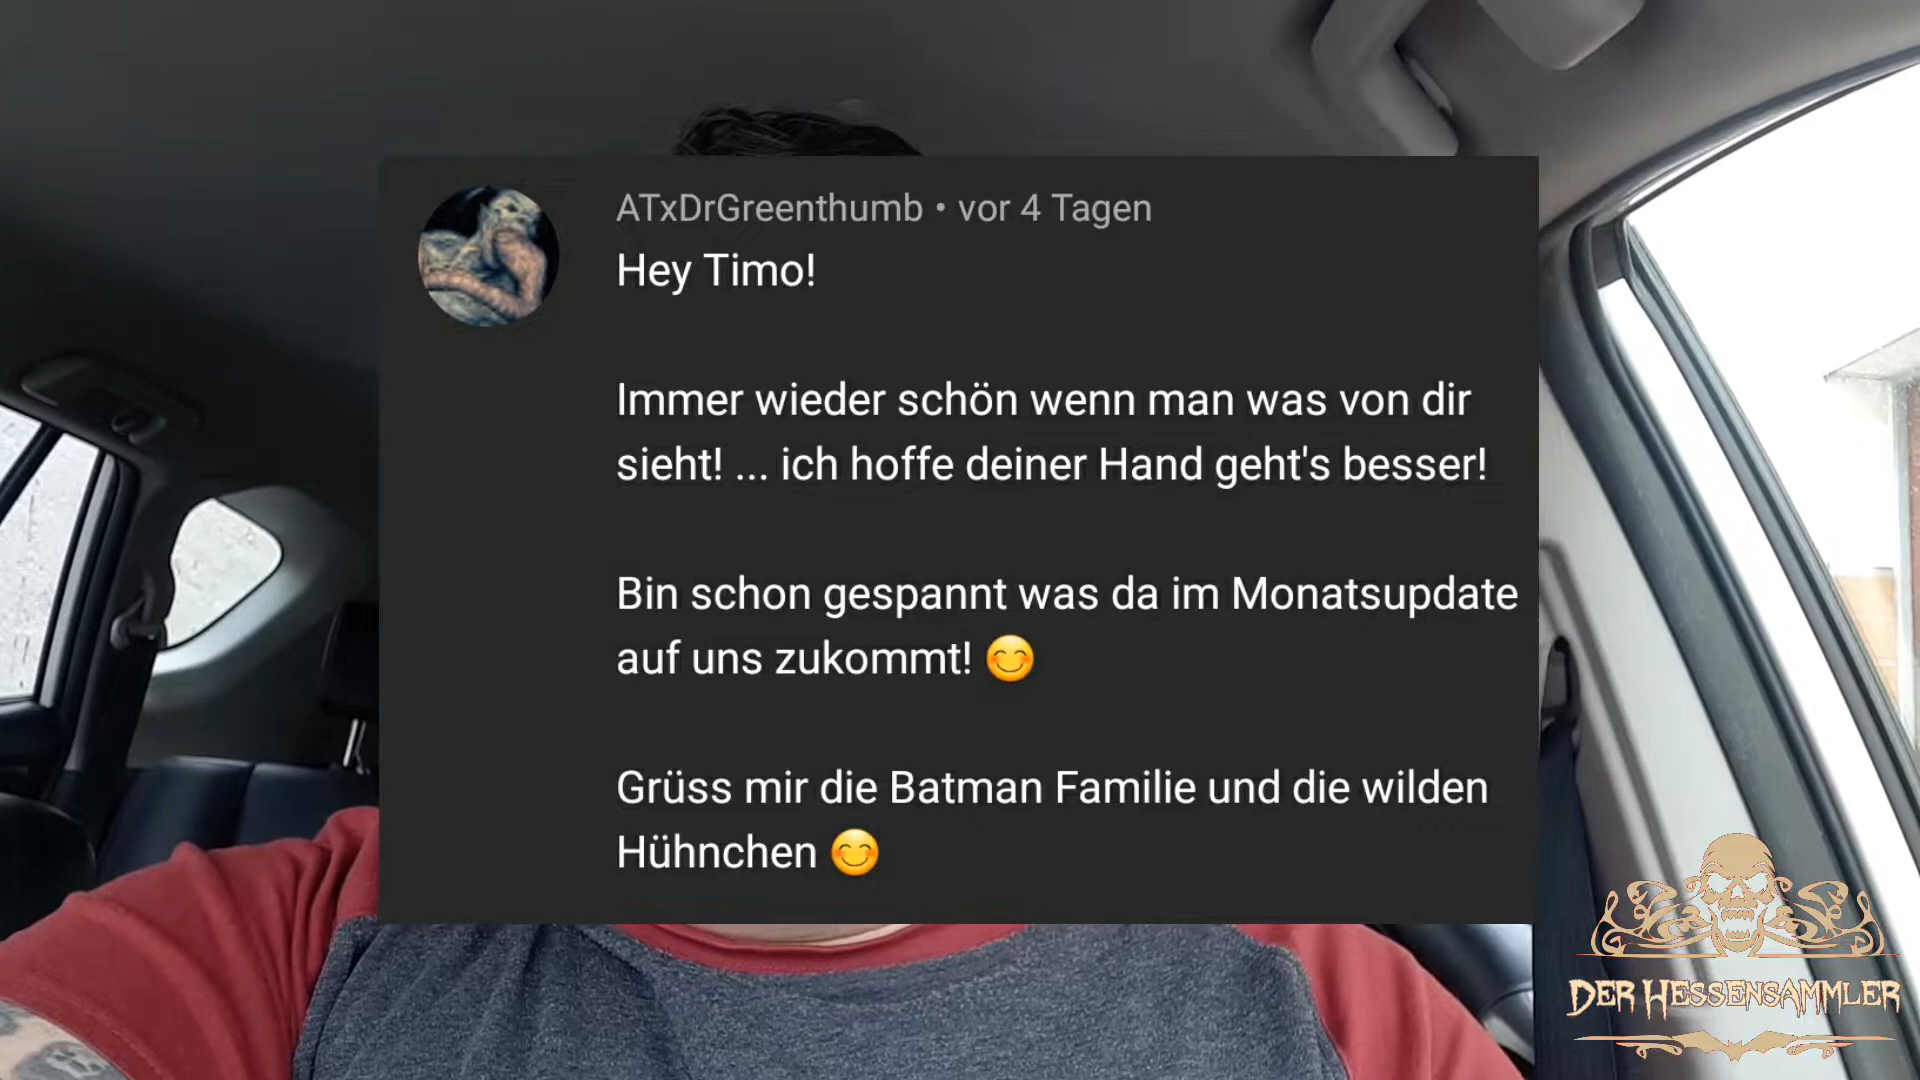 ATxDrGreenthumb • vor 4 Tagen
Hey Timo!
Immer wieder schön wenn man was von dir
sieht! ... ich hoffe deiner Hand geht's besser!
Bin schon gespannt was da im Monatsupdate
auf uns zukommt! 😊
Grüss mir die Batman Familie und die wilden
Hühnchen 😊
DER HESSENSAMMLER